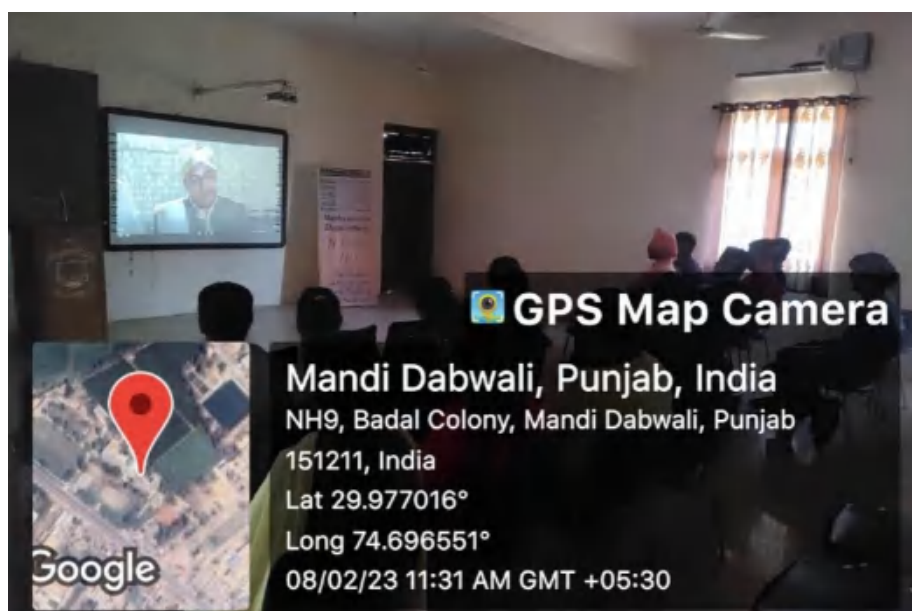 GPS Map Camera
Mandi Dabwali, Punjab, India
NH9, Badal Colony, Mandi Dabwali, Punjab
151211, India
Lat 29.977016°
Long 74.696551°
08/02/23 11:31 AM GMT +05:30
Google